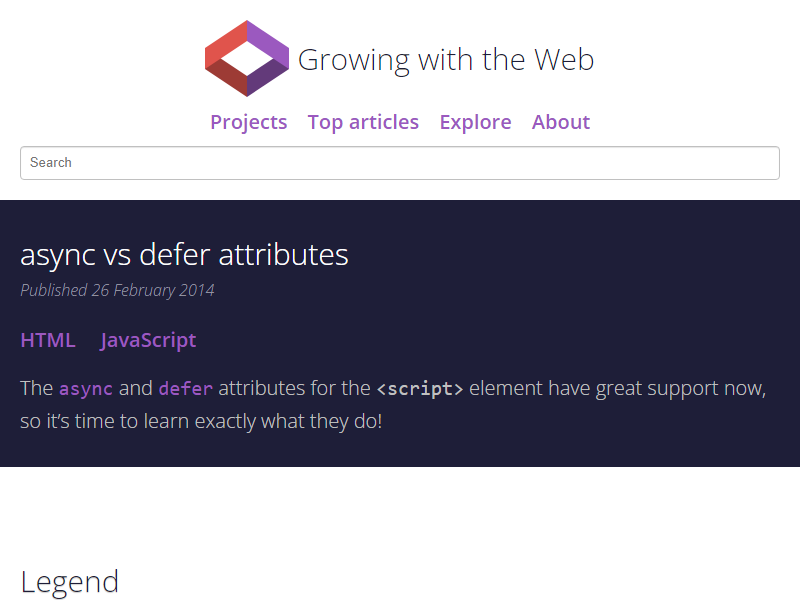 Growing with the Web
Projects Top articles Explore About
Search
async vs defer attributes
Published 26 February 2014
HTML JavaScript
The async and defer attributes for the <script> element have great support now,
so it’s time to learn exactly what they do!
Legend